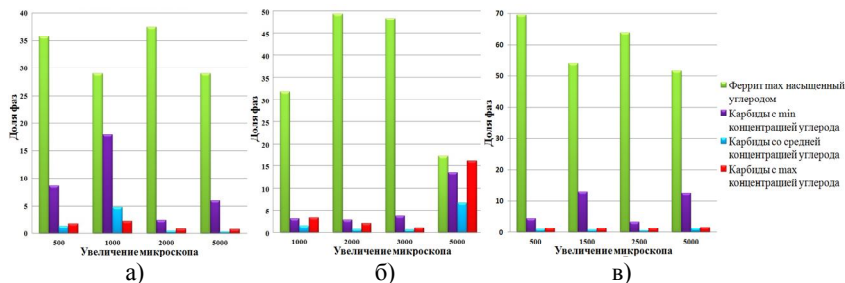 40
35
30
25
20
15
10
5
0
Доля фаз
500 1000 2000 5000
Увеличение микроскопа
а)
50
45
40
35
30
25
20
15
10
5
0
Доля фаз
1000 2000 3000 5000
Увеличение микроскопа
б)
70
60
50
40
30
20
10
0
Доля фаз
500 1500 2500 5000
Увеличение микроскопа
в)
Феррит max насыщенный
углеродом
Карбиды с min
концентрацией углерода
Карбиды со средней
концентрацией углерода
Карбиды с max
концентрацией углерода